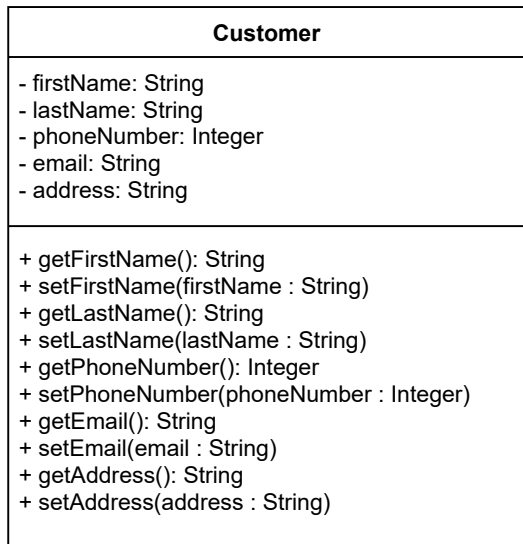 Customer
- firstName: String
- lastName: String
- phoneNumber: Integer
- email: String
- address: String
+ getFirstName(): String
+ setFirstName(firstName : String)
+ getLastName(): String
+ setLastName(lastName : String)
+ getPhoneNumber(): Integer
+ setPhoneNumber(phoneNumber : Integer)
+ getEmail(): String
+ setEmail(email : String)
+ getAddress(): String
+ setAddress(address : String)